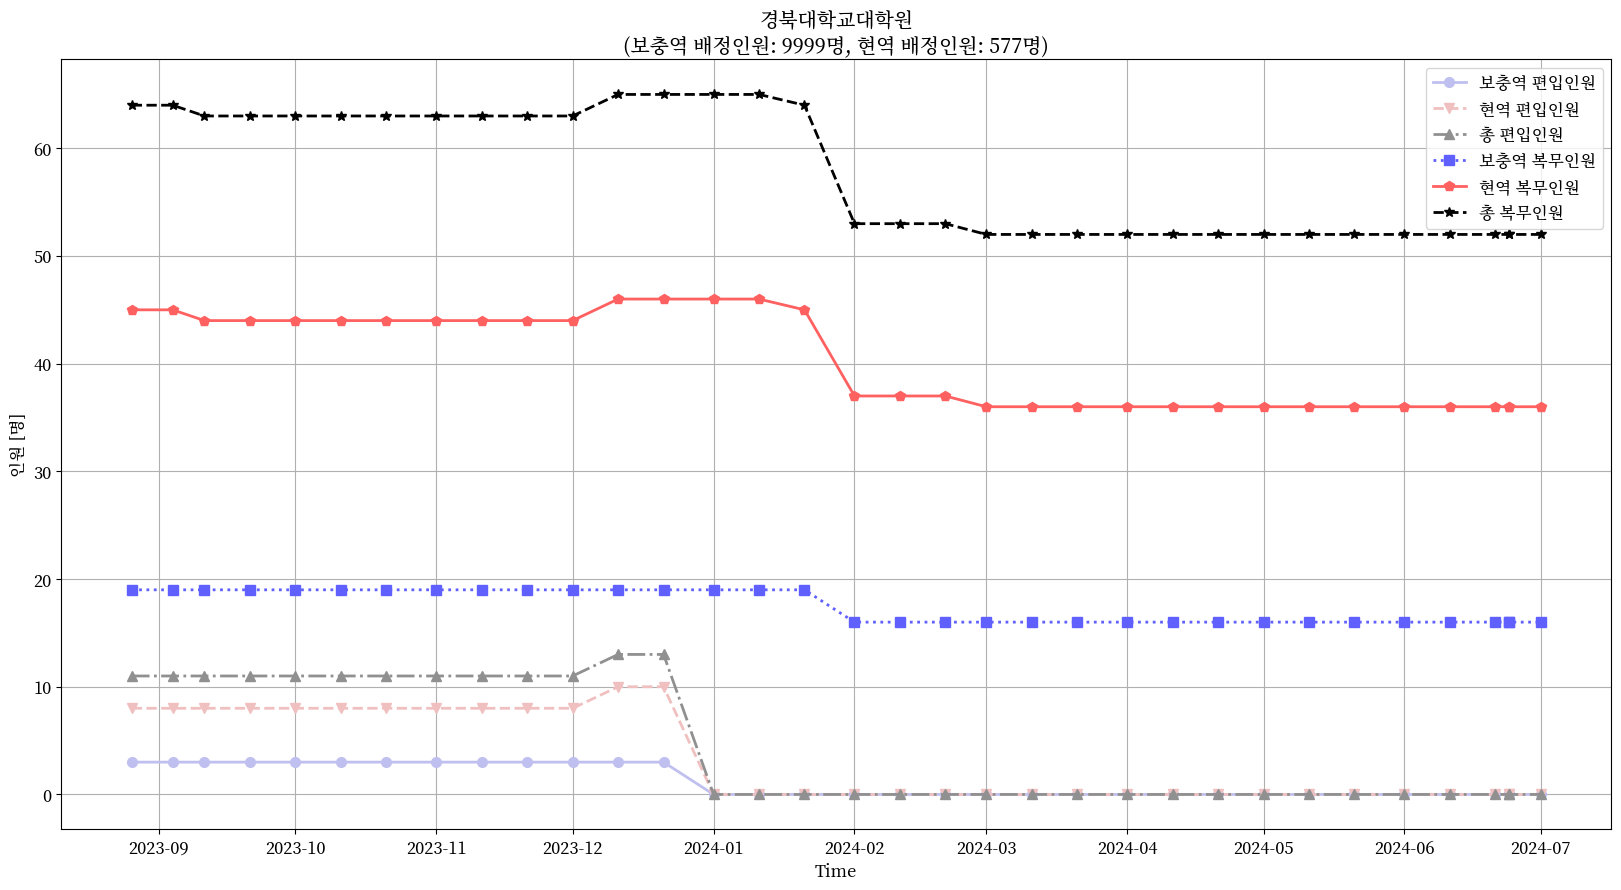 경북대학교대학원
(보충역 배정인원: 9999명, 현역 배정인원: 577명)
보충역 편입인원
현역 편입인원
총 편입인원
보충역 복무인원
현역 복무인원
총 복무인원
인원 [명]
60
50
40
30
20
10
0
2023-09
2023-10
2023-11
2023-12
2024-01
2024-02
2024-03
2024-04
2024-05
2024-06
2024-07
Time